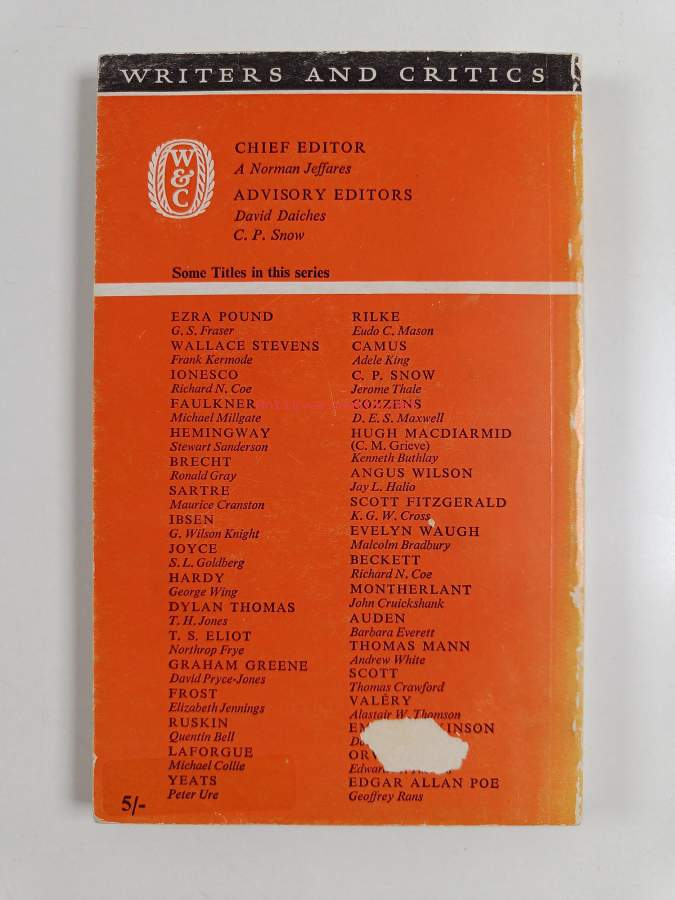 WRITERS AND CRITICS
W
&
C
CHIEF EDITOR
A Norman Jeffares
ADVISORY EDITORS
David Daiches
C. P. Snow
Some Titles in this series
EZRA POUND
G. S. Fraser
WALLACE STEVENS
Frank Kermode
IONESCO
Richard N. Coe
FAULKNER
Michael Millgate
HEMINGWAY
Stewart Sanderson
BRECHT
Ronald Gray
SARTRE
Maurice Cranston
IBSEN
G. Wilson Knight
JOYCE
S. L. Goldberg
HARDY
George Wing
DYLAN THOMAS
T. H. Jones
T. S. ELIOT
Northrop Frye
GRAHAM GREENE
David Pryce-Jones
FROST
Elizabeth Jennings
RUSKIN
Quentin Bell
LAFORGUE
Michael Collie
YEATS
Peter Ure
5/-
RILKE
Eudo C. Mason
CAMUS
Adele King
C. P. SNOW
Jerome Thale
COZZENS
D. E. S. Maxwell
HUGH MACDIARMID
(C. M. Grieve)
Kenneth Buthlay
ANGUS WILSON
Jay L. Halio
SCOTT FITZGERALD
K. G. W. Cross
EVELYN WAUGH
Malcolm Bradbury
BECKETT
Richard N. Coe
MONTHERLANT
John Cruickshank
AUDEN
Barbara Everett
THOMAS MANN
Andrew White
SCOTT
Thomas Crawford
VALÉRY
Alastair W. Thomson
EDGAR ALLAN POE
Geoffrey Rans